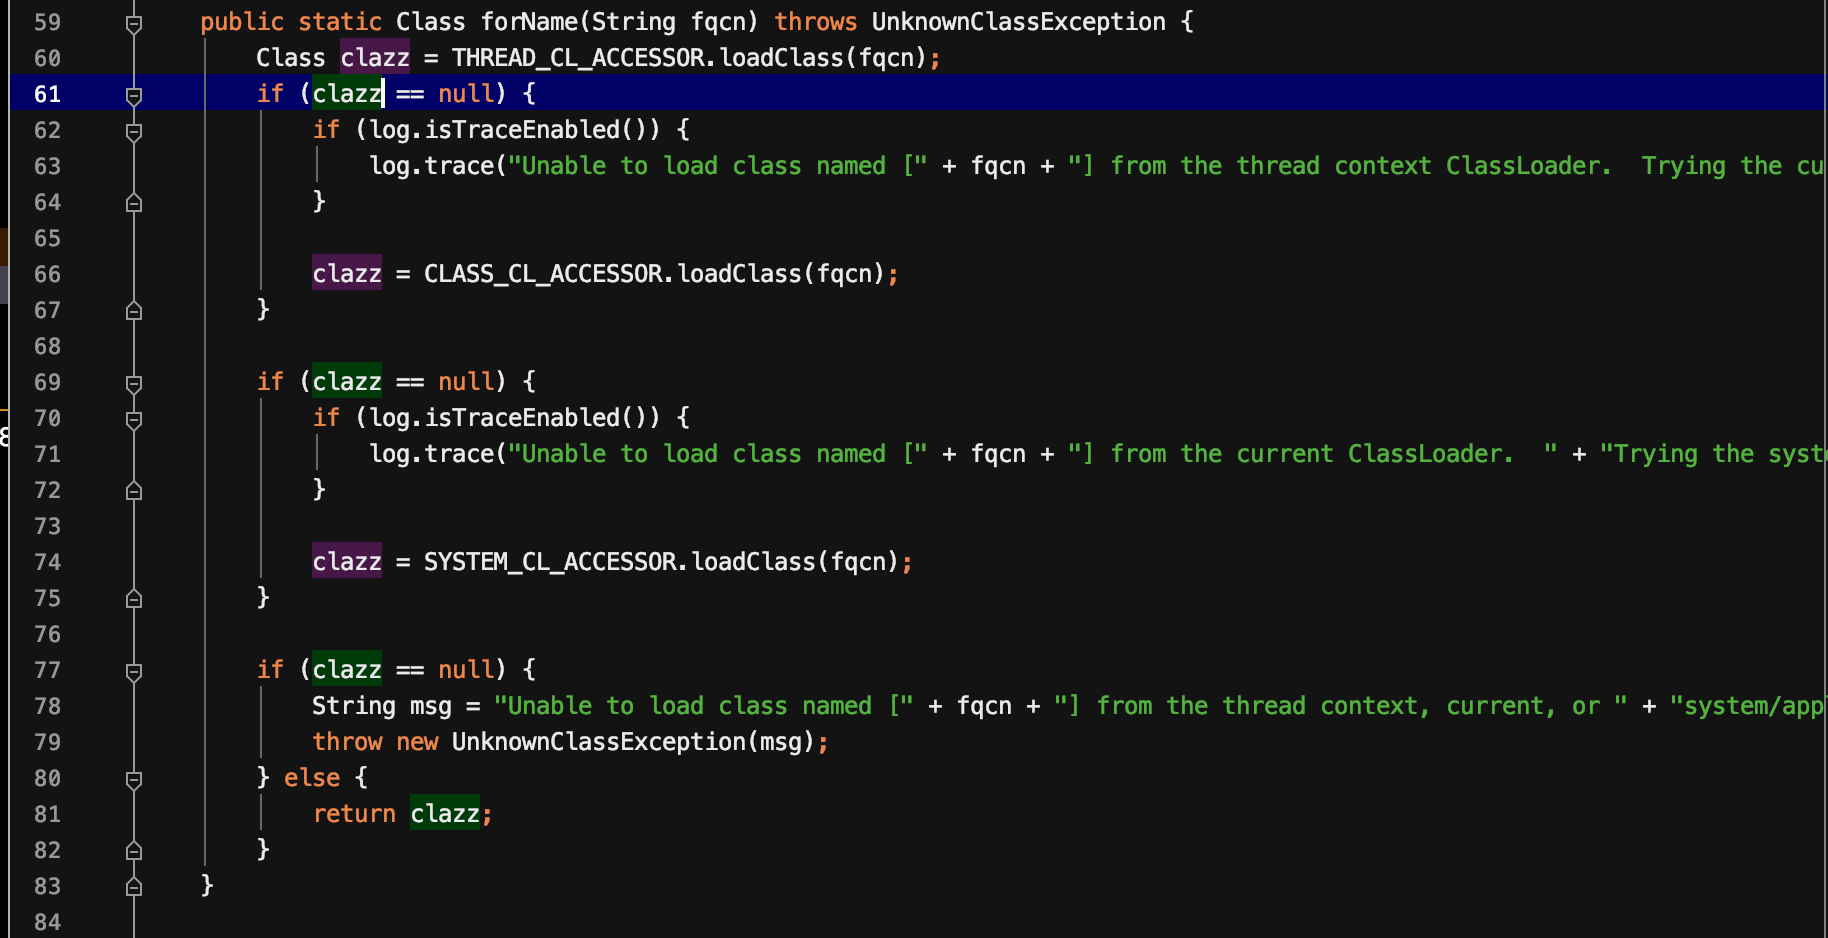 59 public static Class forName(String fqcn) throws UnknownClassException {
60 Class clazz = THREAD_CL_ACCESSOR.loadClass(fqcn);
61 if (clazz == null) {
62 if (log.isTraceEnabled()) {
63 log.trace("Unable to load class named [" + fqcn + "] from the thread context ClassLoader.  Trying the cu
64 }
65
66 clazz = CLASS_CL_ACCESSOR.loadClass(fqcn);
67 }
68
69 if (clazz == null) {
70 if (log.isTraceEnabled()) {
71 log.trace("Unable to load class named [" + fqcn + "] from the current ClassLoader.  " + "Trying the syst
72 }
73
74 clazz = SYSTEM_CL_ACCESSOR.loadClass(fqcn);
75 }
76
77 if (clazz == null) {
78 String msg = "Unable to load class named [" + fqcn + "] from the thread context, current, or " + "system/app
79 throw new UnknownClassException(msg);
80 } else {
81 return clazz;
82 }
83 }
84